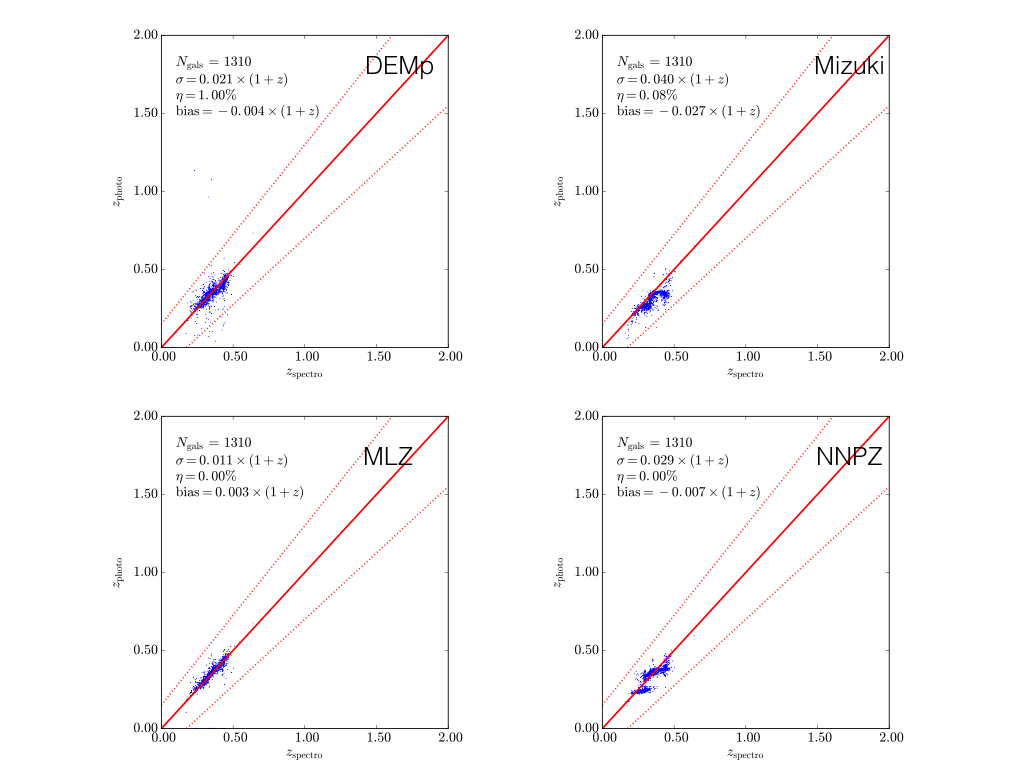 2.00
1.50
1.00
0.50
0.00
N_gals = 1310
σ = 0.021 × (1 + z)
η = 1.00%
bias = −0.004 × (1 + z)
DEMp
z_photo
0.00 0.50 1.00 1.50 2.00
z_spectro
2.00
1.50
1.00
0.50
0.00
N_gals = 1310
σ = 0.040 × (1 + z)
η = 0.08%
bias = −0.027 × (1 + z)
Mizuki
z_photo
0.00 0.50 1.00 1.50 2.00
z_spectro
2.00
1.50
1.00
0.50
0.00
N_gals = 1310
σ = 0.011 × (1 + z)
η = 0.00%
bias = 0.003 × (1 + z)
MLZ
z_photo
0.00 0.50 1.00 1.50 2.00
z_spectro
2.00
1.50
1.00
0.50
0.00
N_gals = 1310
σ = 0.029 × (1 + z)
η = 0.00%
bias = −0.007 × (1 + z)
NNPZ
z_photo
0.00 0.50 1.00 1.50 2.00
z_spectro